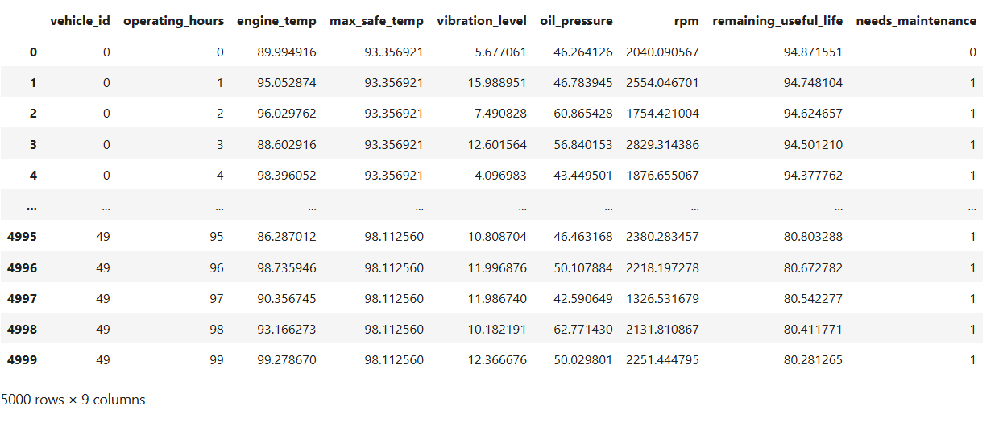 vehicle_id operating_hours engine_temp max_safe_temp vibration_level oil_pressure rpm remaining_useful_life needs_maintenance
0 0 0 89.994916 93.356921 5.677061 46.264126 2040.090567 94.871551 0
1 0 1 95.052874 93.356921 15.988951 46.783945 2554.046701 94.748104 1
2 0 2 96.029762 93.356921 7.490828 60.865428 1754.421004 94.624657 1
3 0 3 88.602916 93.356921 12.601564 56.840153 2829.314386 94.501210 1
4 0 4 98.396052 93.356921 4.096983 43.449501 1876.655067 94.377762 1
... ... ... ... ... ... ... ... ... ...
4995 49 95 86.287012 98.112560 10.808704 46.463168 2380.283457 80.803288 1
4996 49 96 98.735946 98.112560 11.996876 50.107884 2218.197278 80.672782 1
4997 49 97 90.356745 98.112560 11.986740 42.590649 1326.531679 80.542277 1
4998 49 98 93.166273 98.112560 10.182191 62.771430 2131.810867 80.411771 1
4999 49 99 99.278670 98.112560 12.366676 50.029801 2251.444795 80.281265 1
5000 rows × 9 columns